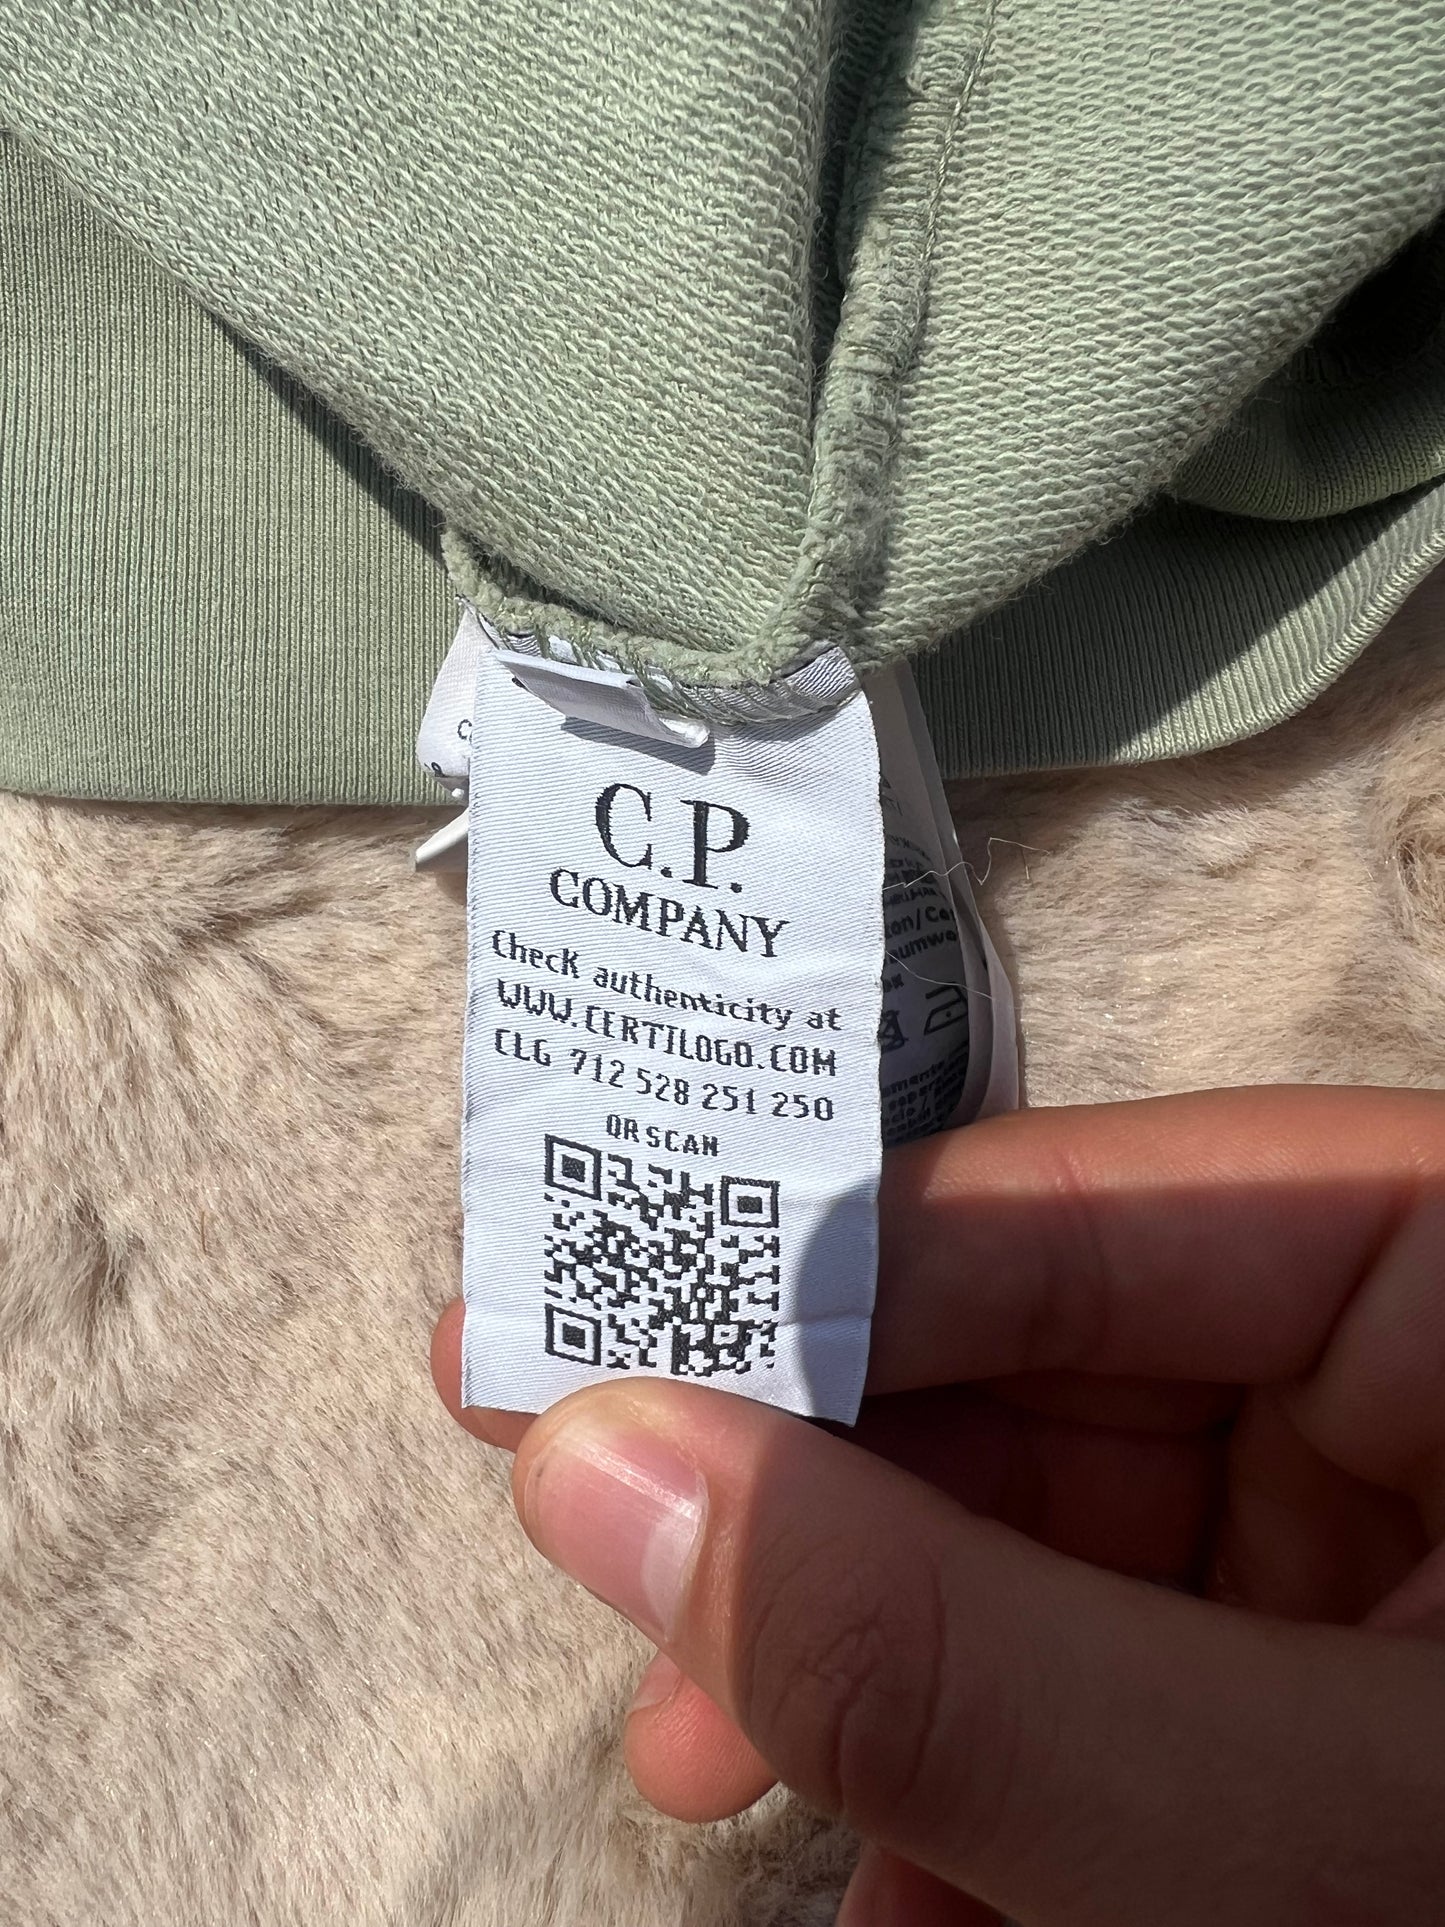 C.P.
COMPANY
Check authenticity at
WWW.CERTILOGO.COM
CLG 712 528 251 250
QR SCAN